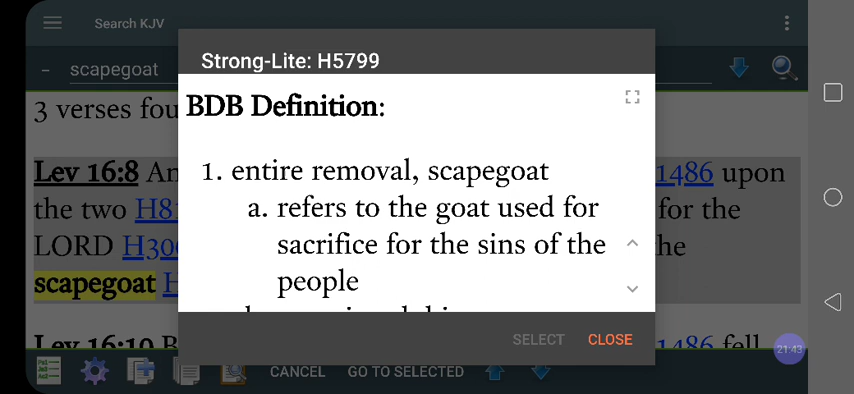 Search KJV
scapegoat
Strong-Lite: H5799
BDB Definition:
1. entire removal, scapegoat
a. refers to the goat used for
sacrifice for the sins of the
people
SELECT CLOSE
3 verses
Lev 16:8 1486 upon
the two for the
LORD
scapegoat
Lev 16:10 1486 fell
21:43
CANCEL GO TO SELECTED